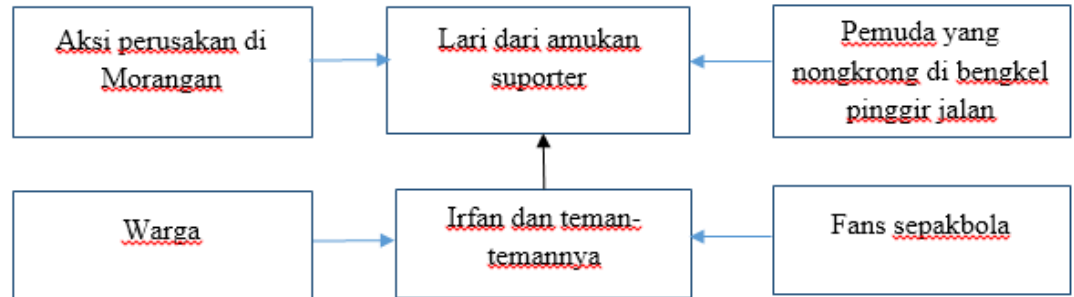 Aksi perusakan di
Morangan
Lari dari amukan
suporter
Pemuda yang
nongkrong di bengkel
pinggir jalan
Warga
Irfan dan teman-
temannya
Fans sepakbola